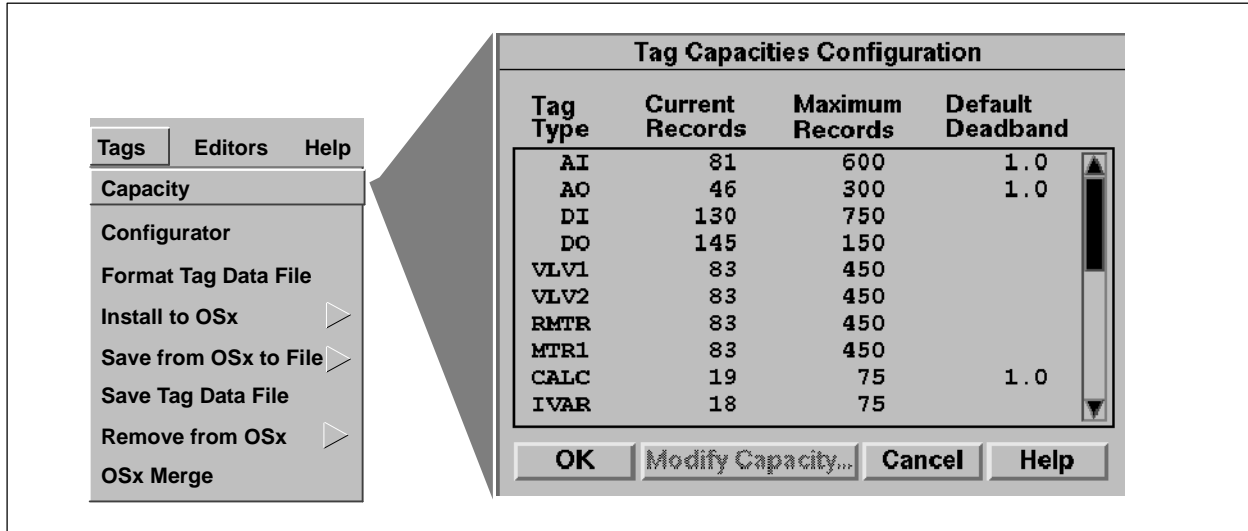 Tags Editors Help
Capacity
Configurator
Format Tag Data File
Install to OSx
Save from OSx to File
Save Tag Data File
Remove from OSx
OSx Merge
Tag Capacities Configuration
Tag Type Current Records Maximum Records Default Deadband
AI 81 600 1.0
AO 46 300 1.0
DI 130 750
DO 145 150
VLV1 83 450
VLV2 83 450
RMTR 83 450
MTR1 83 450
CALC 19 75 1.0
IVAR 18 75
OK Modify Capacity... Cancel Help